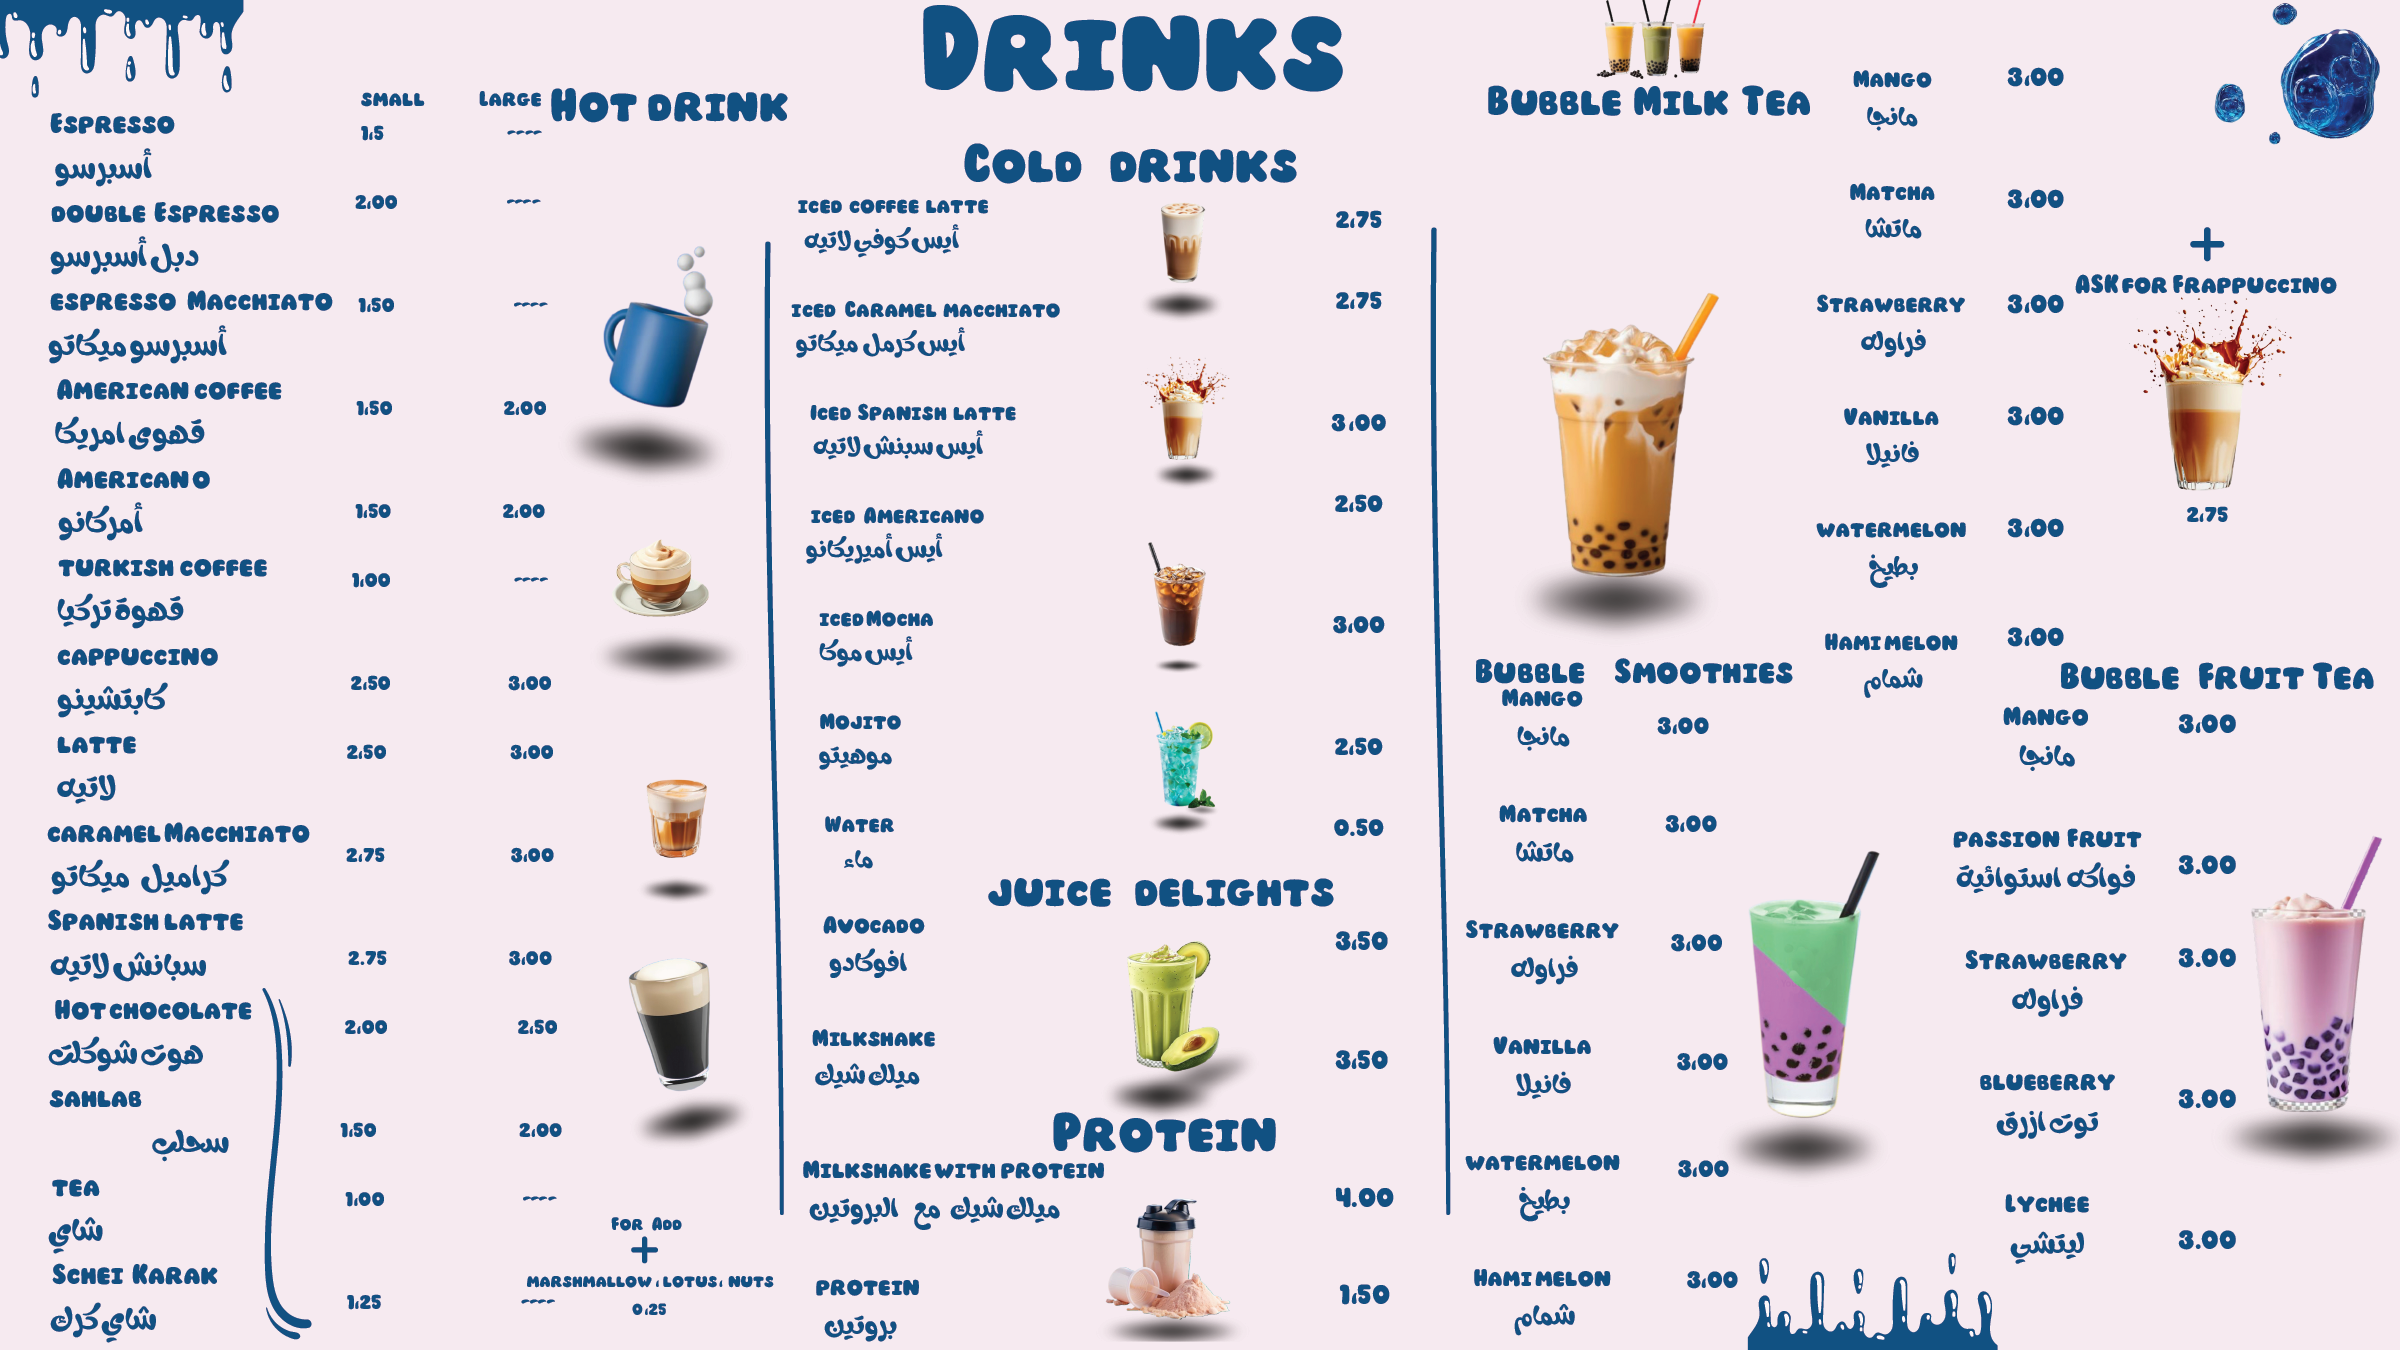 DRINKS
HOT DRINK
SMALL LARGE
ESPRESSO 1,5 ----
أسبرسو
DOUBLE ESPRESSO 2,00 ----
دبل أسبرسو
ESPRESSO MACCHIATO 1,50 ----
أسبرسو ميكاتو
AMERICAN COFFEE 1,50 2,00
قهوى امريكا
AMERICANO 1,50 2,00
أمركانو
TURKISH COFFEE 1,00 ----
قهوة تركيا
CAPPUCCINO 2,50 3,00
كابتشينو
LATTE 2,50 3,00
لاتيه
CARAMEL MACCHIATO 2,75 3,00
كراميل ميكاتو
SPANISH LATTE 2.75 3,00
سبانش لاتيه
HOT CHOCOLATE 2,00 2,50
هوت شوكلت
SAHLAB
سحلب 1,50 2,00
TEA 1,00 ----
شاي
SCHEI KARAK 1,25 ----
شاي كرك
FOR ADD
+
MARSHMALLOW, LOTUS, NUTS
0,25
COLD DRINKS
ICED COFFEE LATTE 2,75
أيس كوفي لاتيه
ICED CARAMEL MACCHIATO 2,75
أيس كرمل ميكاتو
ICED SPANISH LATTE 3,00
أيس سبنش لاتيه
ICED AMERICANO 2,50
أيس أميريكانو
ICED MOCHA 3,00
أيس موكا
MOJITO 2,50
موهيتو
WATER 0.50
ماء
JUICE DELIGHTS
AVOCADO 3,50
افوكادو
MILKSHAKE 3,50
ميلك شيك
PROTEIN
MILKSHAKE WITH PROTEIN 4.00
ميلك شيك مع البروتين
PROTEIN 1,50
بروتين
BUBBLE MILK TEA
MANGO 3,00
مانجا
MATCHA 3,00
ماتشا
STRAWBERRY 3,00
فراوله
VANILLA 3,00
فانيلا
WATERMELON 3,00
بطيخ
HAMI MELON 3,00
شمام
+
ASK FOR FRAPPUCCINO
2,75
BUBBLE SMOOTHIES
MANGO 3,00
مانجا
MATCHA 3,00
ماتشا
STRAWBERRY 3,00
فراوله
VANILLA 3,00
فانيلا
WATERMELON 3,00
بطيخ
HAMI MELON 3,00
شمام
BUBBLE FRUIT TEA
MANGO 3,00
مانجا
PASSION FRUIT 3.00
فواكه استوائية
STRAWBERRY 3.00
فراوله
BLUEBERRY 3.00
توت ازرق
LYCHEE 3.00
ليتشي